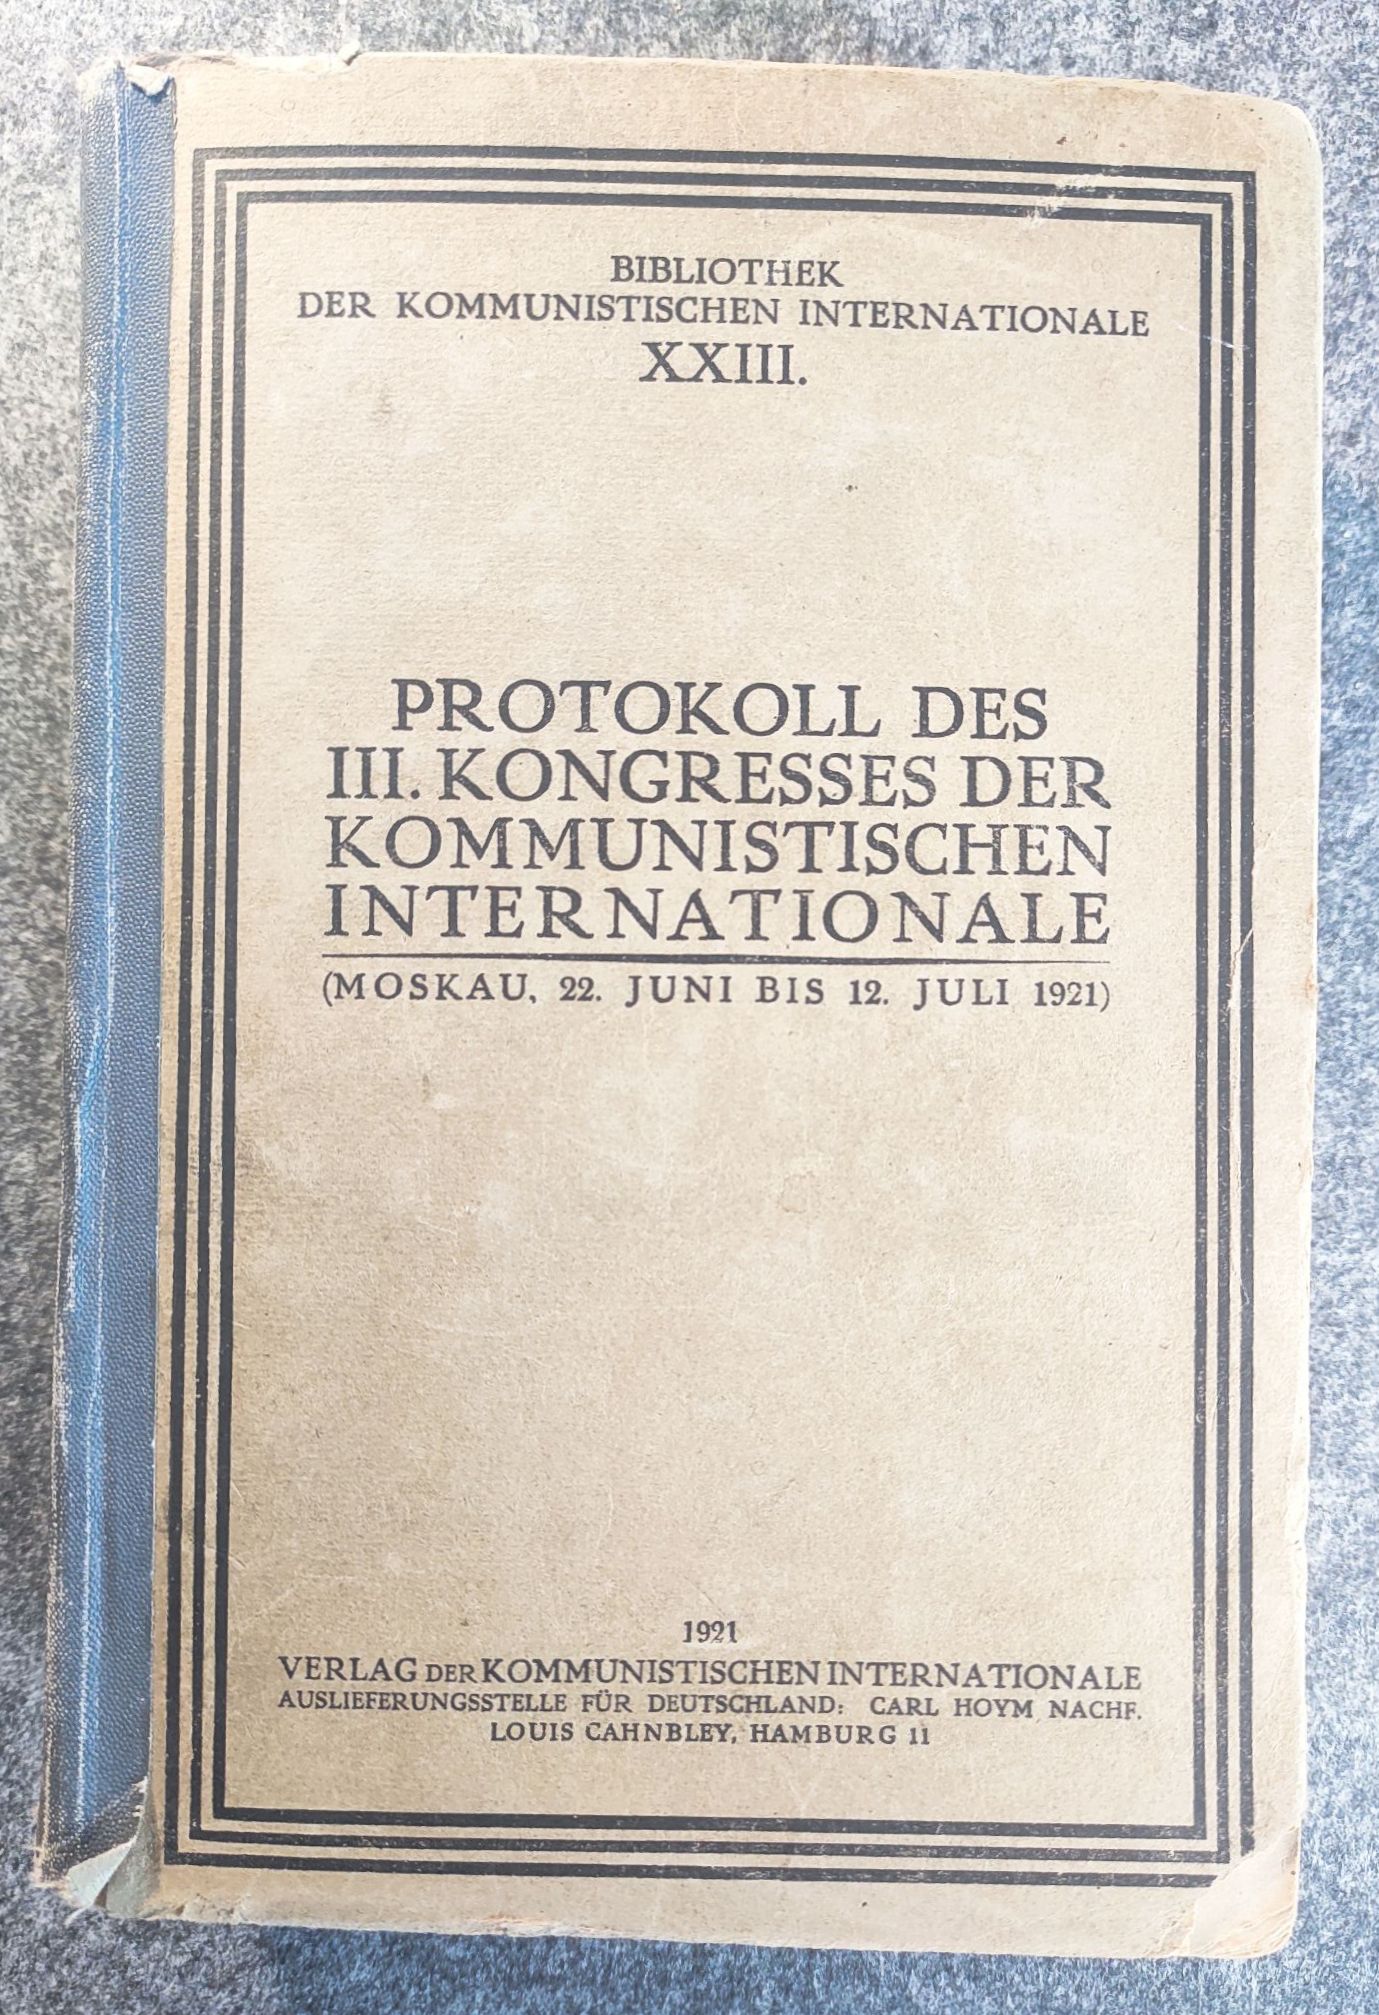 BIBLIOTHEK
DER KOMMUNISTISCHEN INTERNATIONALE
XXIII.
PROTOKOLL DES
III. KONGRESSES DER
KOMMUNISTISCHEN
INTERNATIONALE
(MOSKAU, 22. JUNI BIS 12. JULI 1921)
1921
VERLAG DER KOMMUNISTISCHEN INTERNATIONALE
AUSLIEFERUNGSSTELLE FÜR DEUTSCHLAND: CARL HOYM NACHF.
LOUIS CAHNBLEY, HAMBURG 11